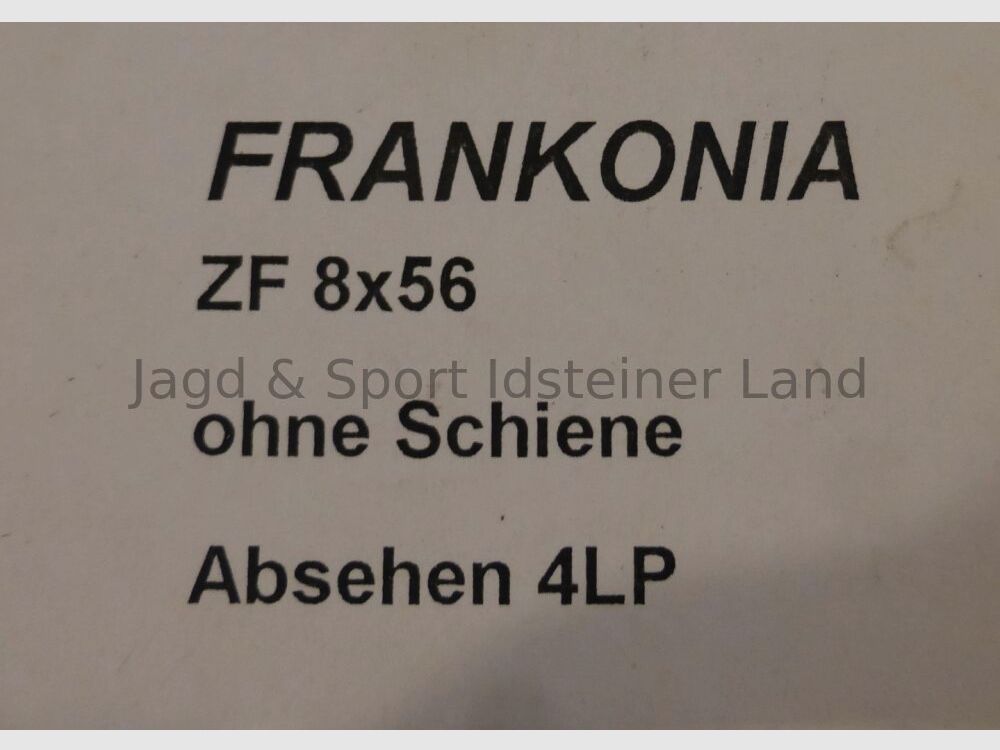 FRANKONIA
ZF 8x56
Jagd & Sport Idsteiner Land
ohne Schiene
Absehen 4LP